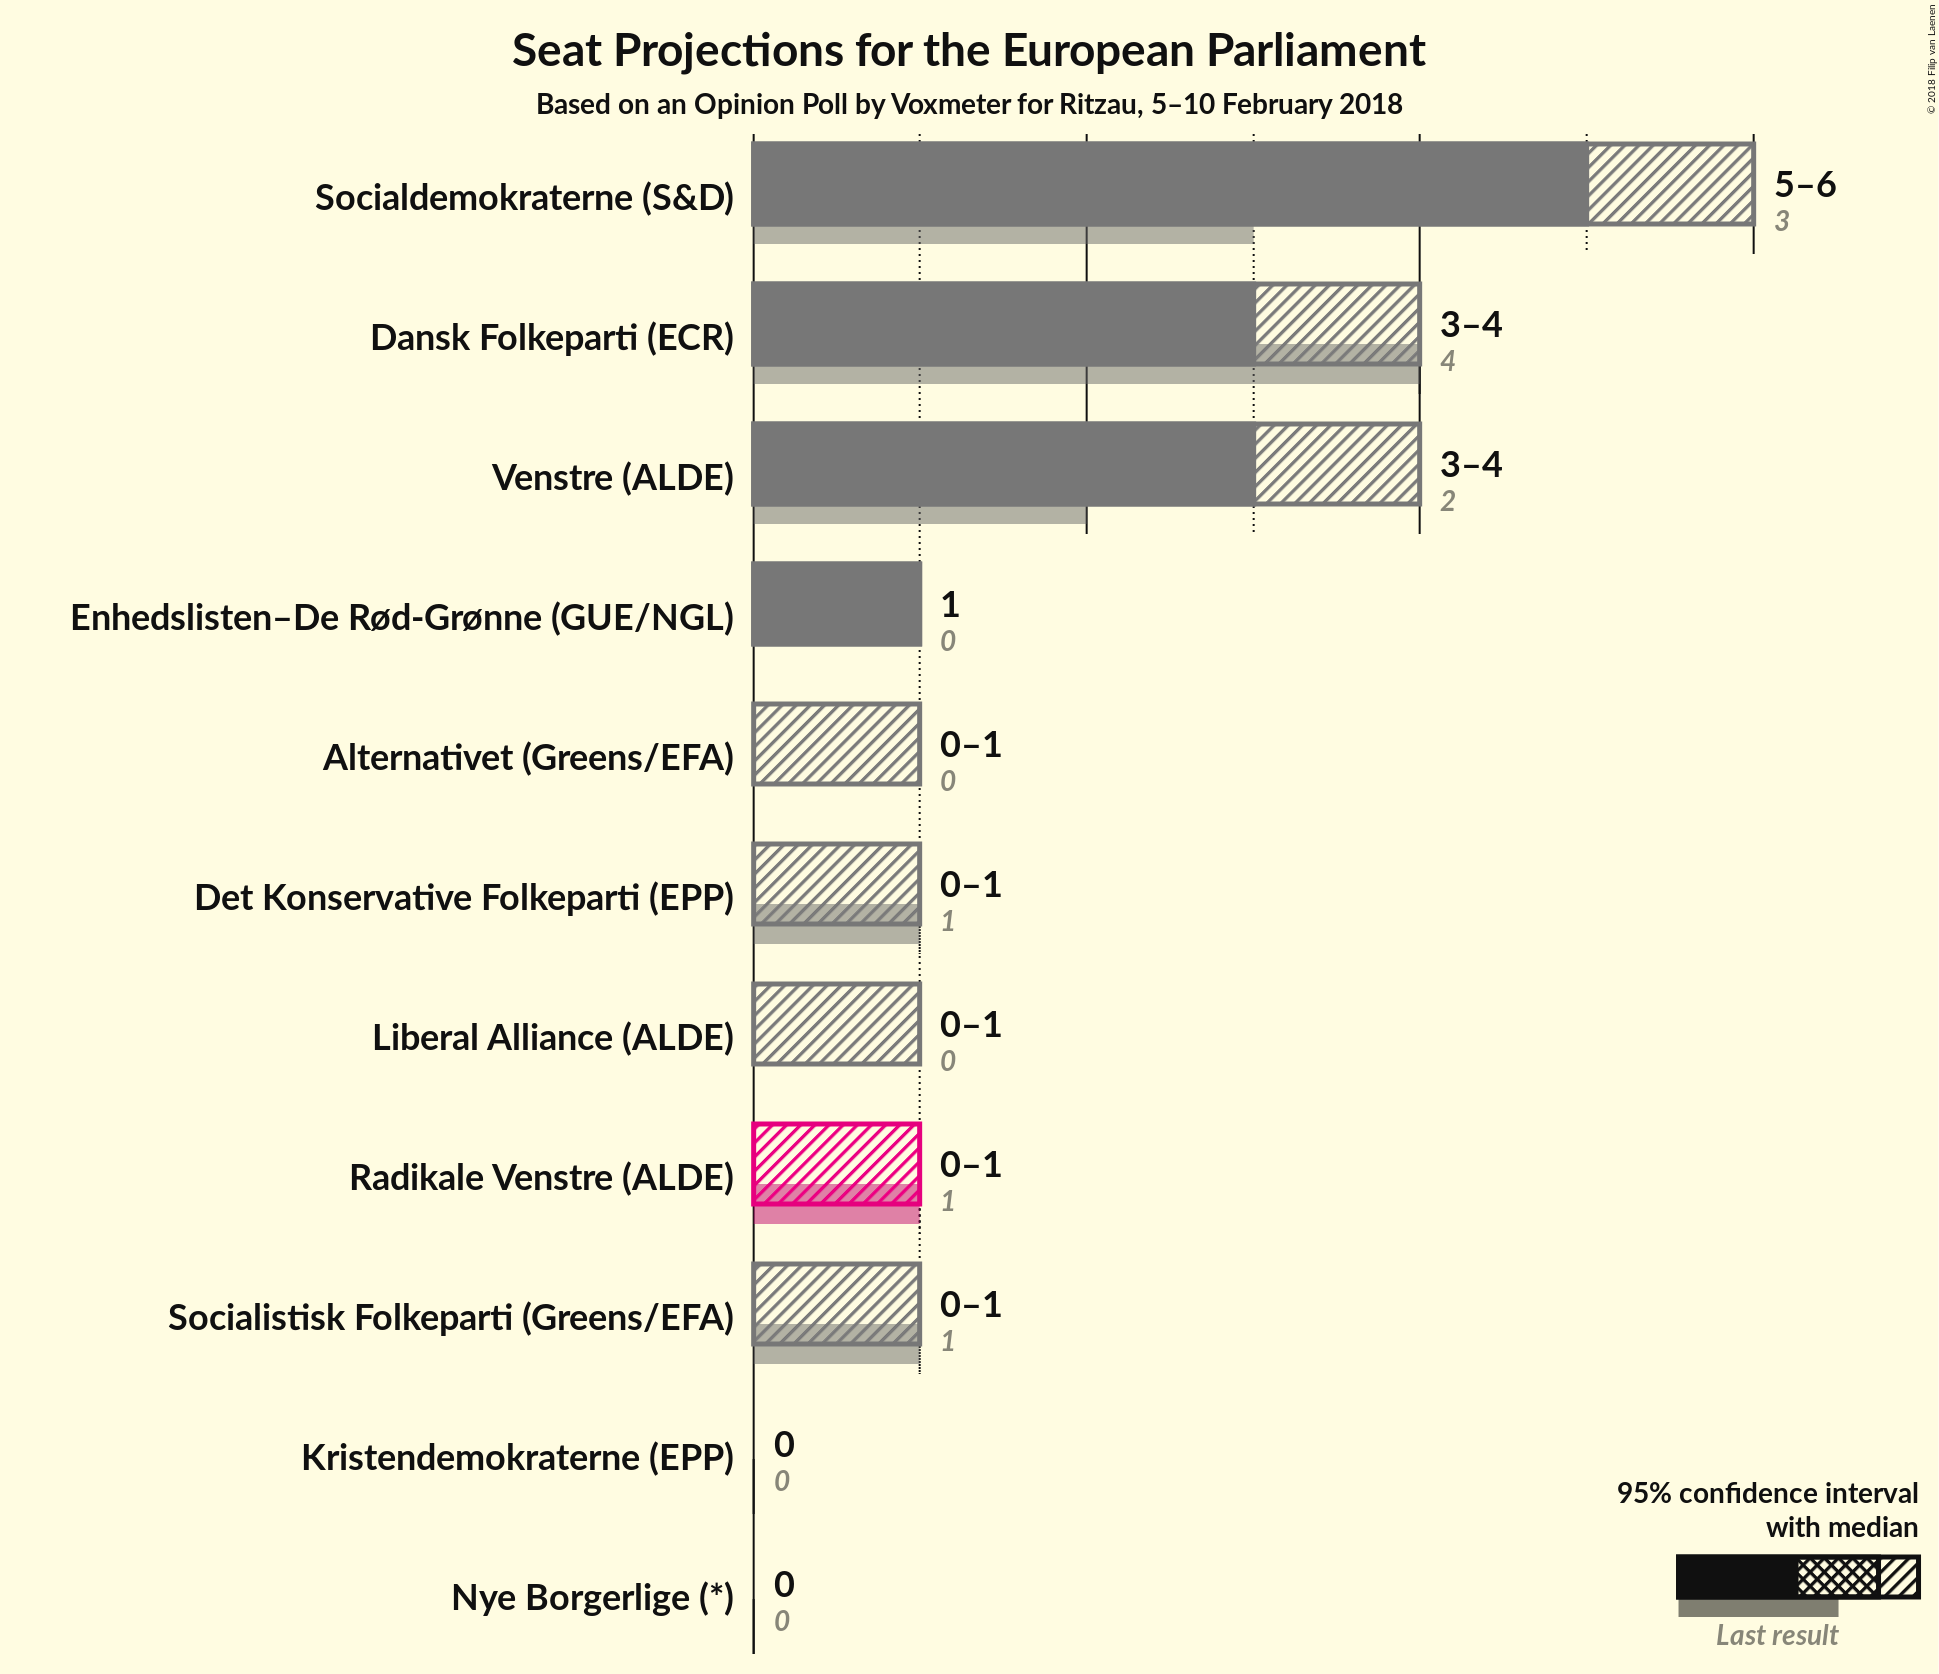 Seat Projections for the European Parliament
Based on an Opinion Poll by Voxmeter for Ritzau, 5–10 February 2018
© 2018 Filip van Laenen
Socialdemokraterne (S&D)
5–6
3
Dansk Folkeparti (ECR)
3–4
4
Venstre (ALDE)
3–4
2
Enhedslisten–De Rød-Grønne (GUE/NGL)
1
0
Alternativet (Greens/EFA)
0–1
0
Det Konservative Folkeparti (EPP)
0–1
1
Liberal Alliance (ALDE)
0–1
0
Radikale Venstre (ALDE)
0–1
1
Socialistisk Folkeparti (Greens/EFA)
0–1
1
Kristendemokraterne (EPP)
0
0
Nye Borgerlige (*)
0
0
95% confidence interval
with median
Last result